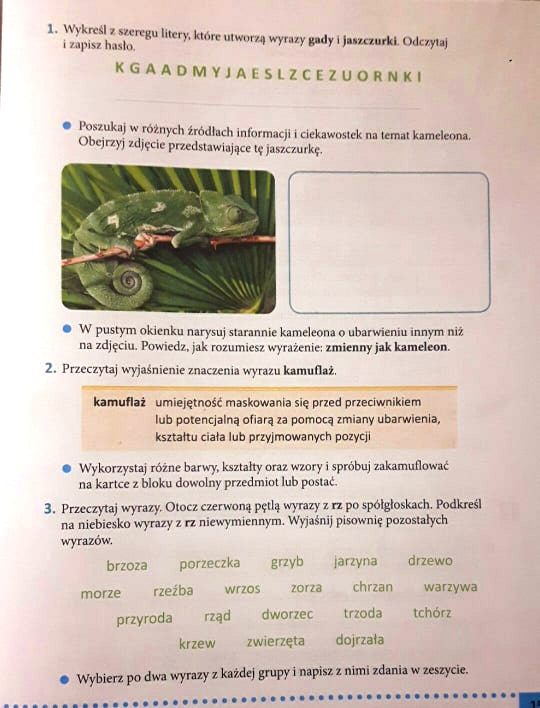 1. Wykreśl z szeregu litery, które utworzą wyrazy gady i jaszczurki. Odczytaj
i zapisz hasło.
K G A A D M Y J A E S L Z C E Z U O R N K I
• Poszukaj w różnych źródłach informacji i ciekawostek na temat kameleona.
Obejrzyj zdjęcie przedstawiające tę jaszczurkę.
• W pustym okienku narysuj starannie kameleona o ubarwieniu innym niż
na zdjęciu. Powiedz, jak rozumiesz wyrażenie: zmienny jak kameleon.
2. Przeczytaj wyjaśnienie znaczenia wyrazu kamuflaż.
kamuflaż umiejętność maskowania się przed przeciwnikiem
lub potencjalną ofiarą za pomocą zmiany ubarwienia,
kształtu ciała lub przyjmowanych pozycji
• Wykorzystaj różne barwy, kształty oraz wzory i spróbuj zakamuflować
na kartce z bloku dowolny przedmiot lub postać.
3. Przeczytaj wyrazy. Otocz czerwoną pętlą wyrazy z rz po spółgłoskach. Podkreśl
na niebiesko wyrazy z rz niewymiennym. Wyjaśnij pisownię pozostałych
wyrazów.
brzoza porzeczka grzyb jarzyna drzewo
morze rzeźba wrzos zorza chrzan warzywa
przyroda rząd dworzec trzoda tchórz
krzew zwierzęta dojrzała
• Wybierz po dwa wyrazy z każdej grupy i napisz z nimi zdania w zeszycie.